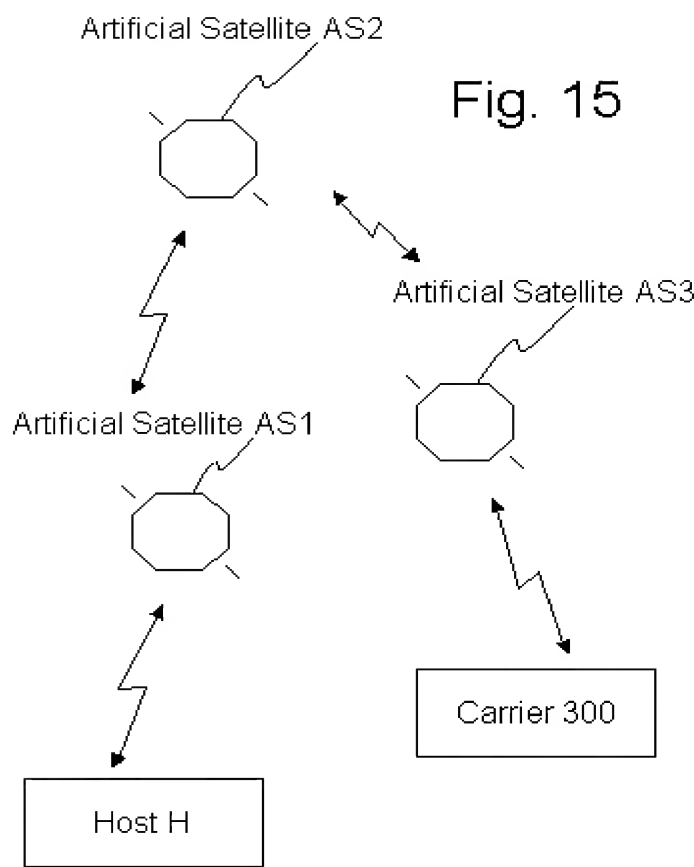 Artificial Satellite AS2
Fig. 15
Artificial Satellite AS3
Artificial Satellite AS1
Carrier 300
Host H